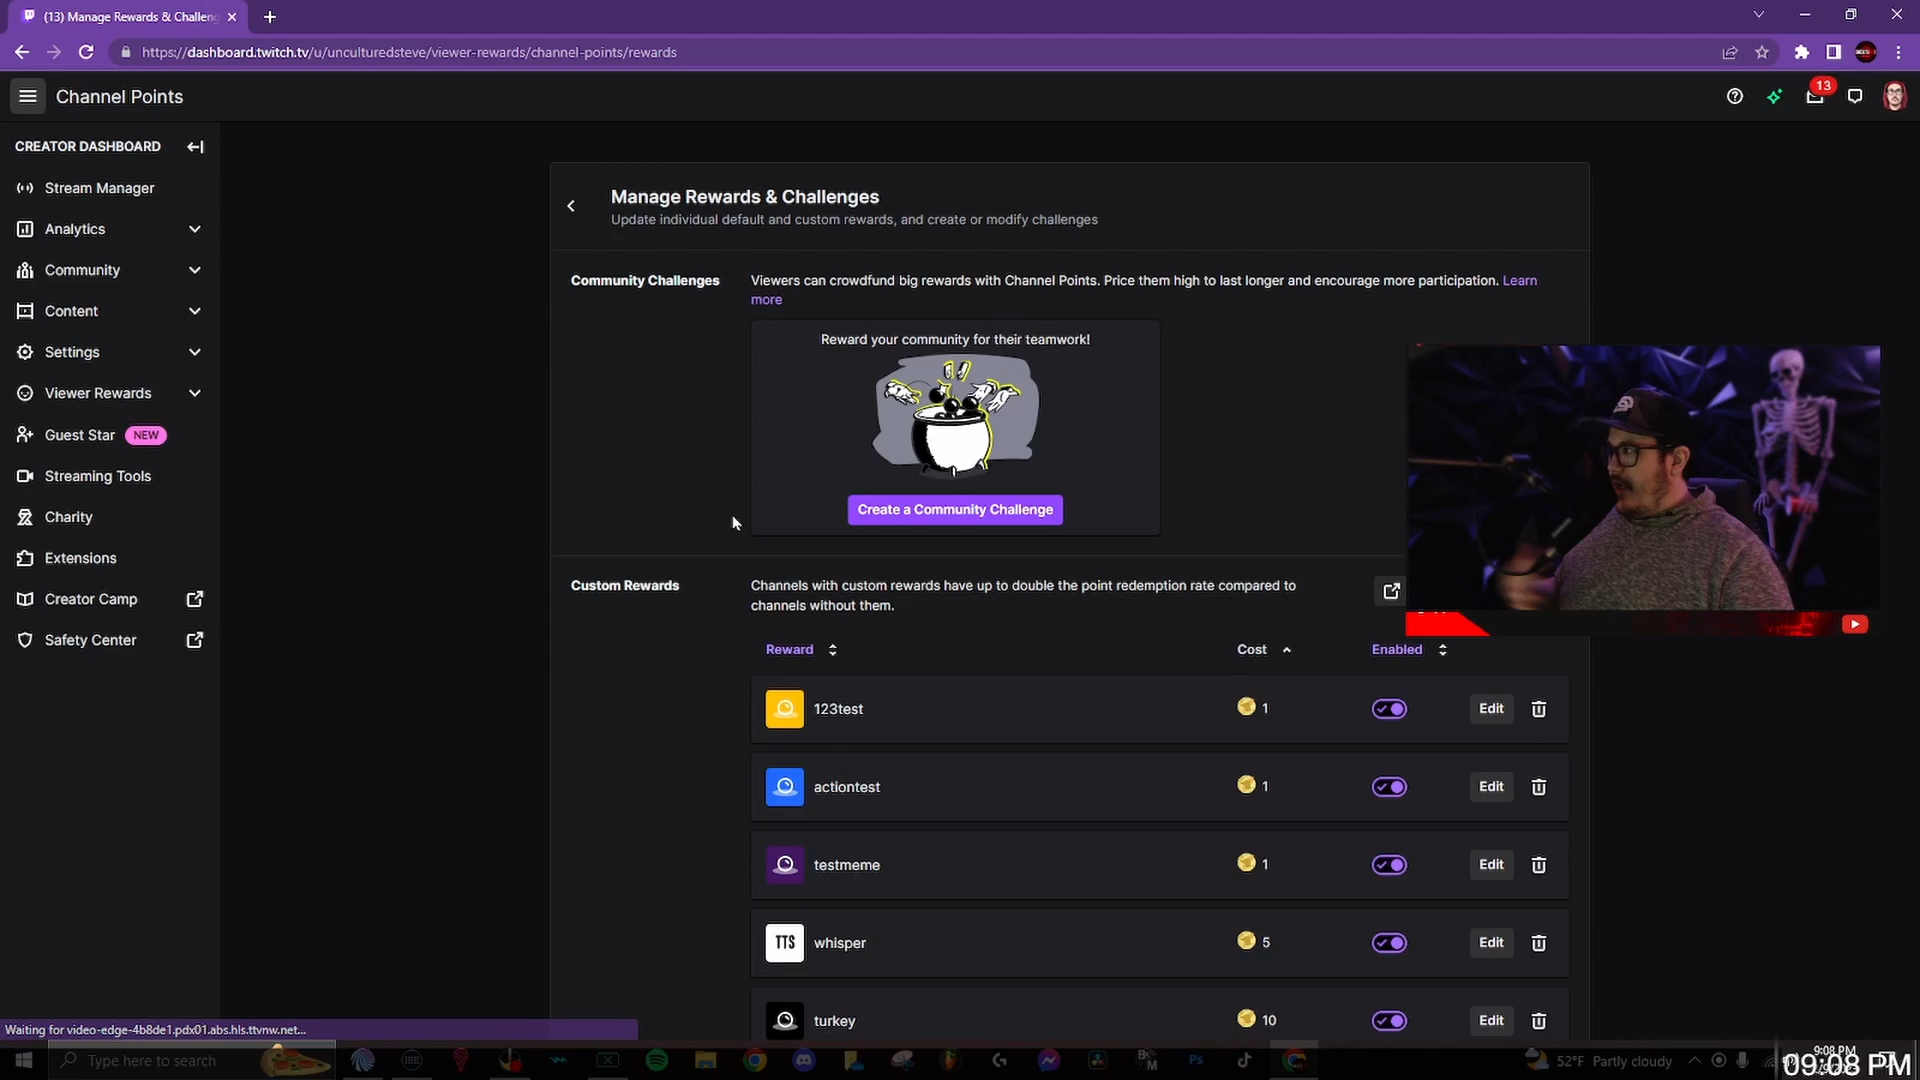 (13) Manage Rewards & Challeng
https://dashboard.twitch.tv/u/unculturedsteve/viewer-rewards/channel-points/rewards
Channel Points
13
CREATOR DASHBOARD
Stream Manager
Analytics
Community
Content
Settings
Viewer Rewards
Guest Star NEW
Streaming Tools
Charity
Extensions
Creator Camp
Safety Center
Manage Rewards & Challenges
Update individual default and custom rewards, and create or modify challenges
Community Challenges
Viewers can crowdfund big rewards with Channel Points. Price them high to last longer and encourage more participation. Learn
more
Reward your community for their teamwork!
Create a Community Challenge
Custom Rewards
Channels with custom rewards have up to double the point redemption rate compared to
channels without them.
Reward Cost Enabled
123test 1 Edit
actiontest 1 Edit
testmeme 1 Edit
TTS whisper 5 Edit
turkey 10 Edit
Waiting for video-edge-4b8de1.pdx01.abs.hls.ttvnw.net...
Type here to search
52°F Partly cloudy
9:08 PM
09:08 PM